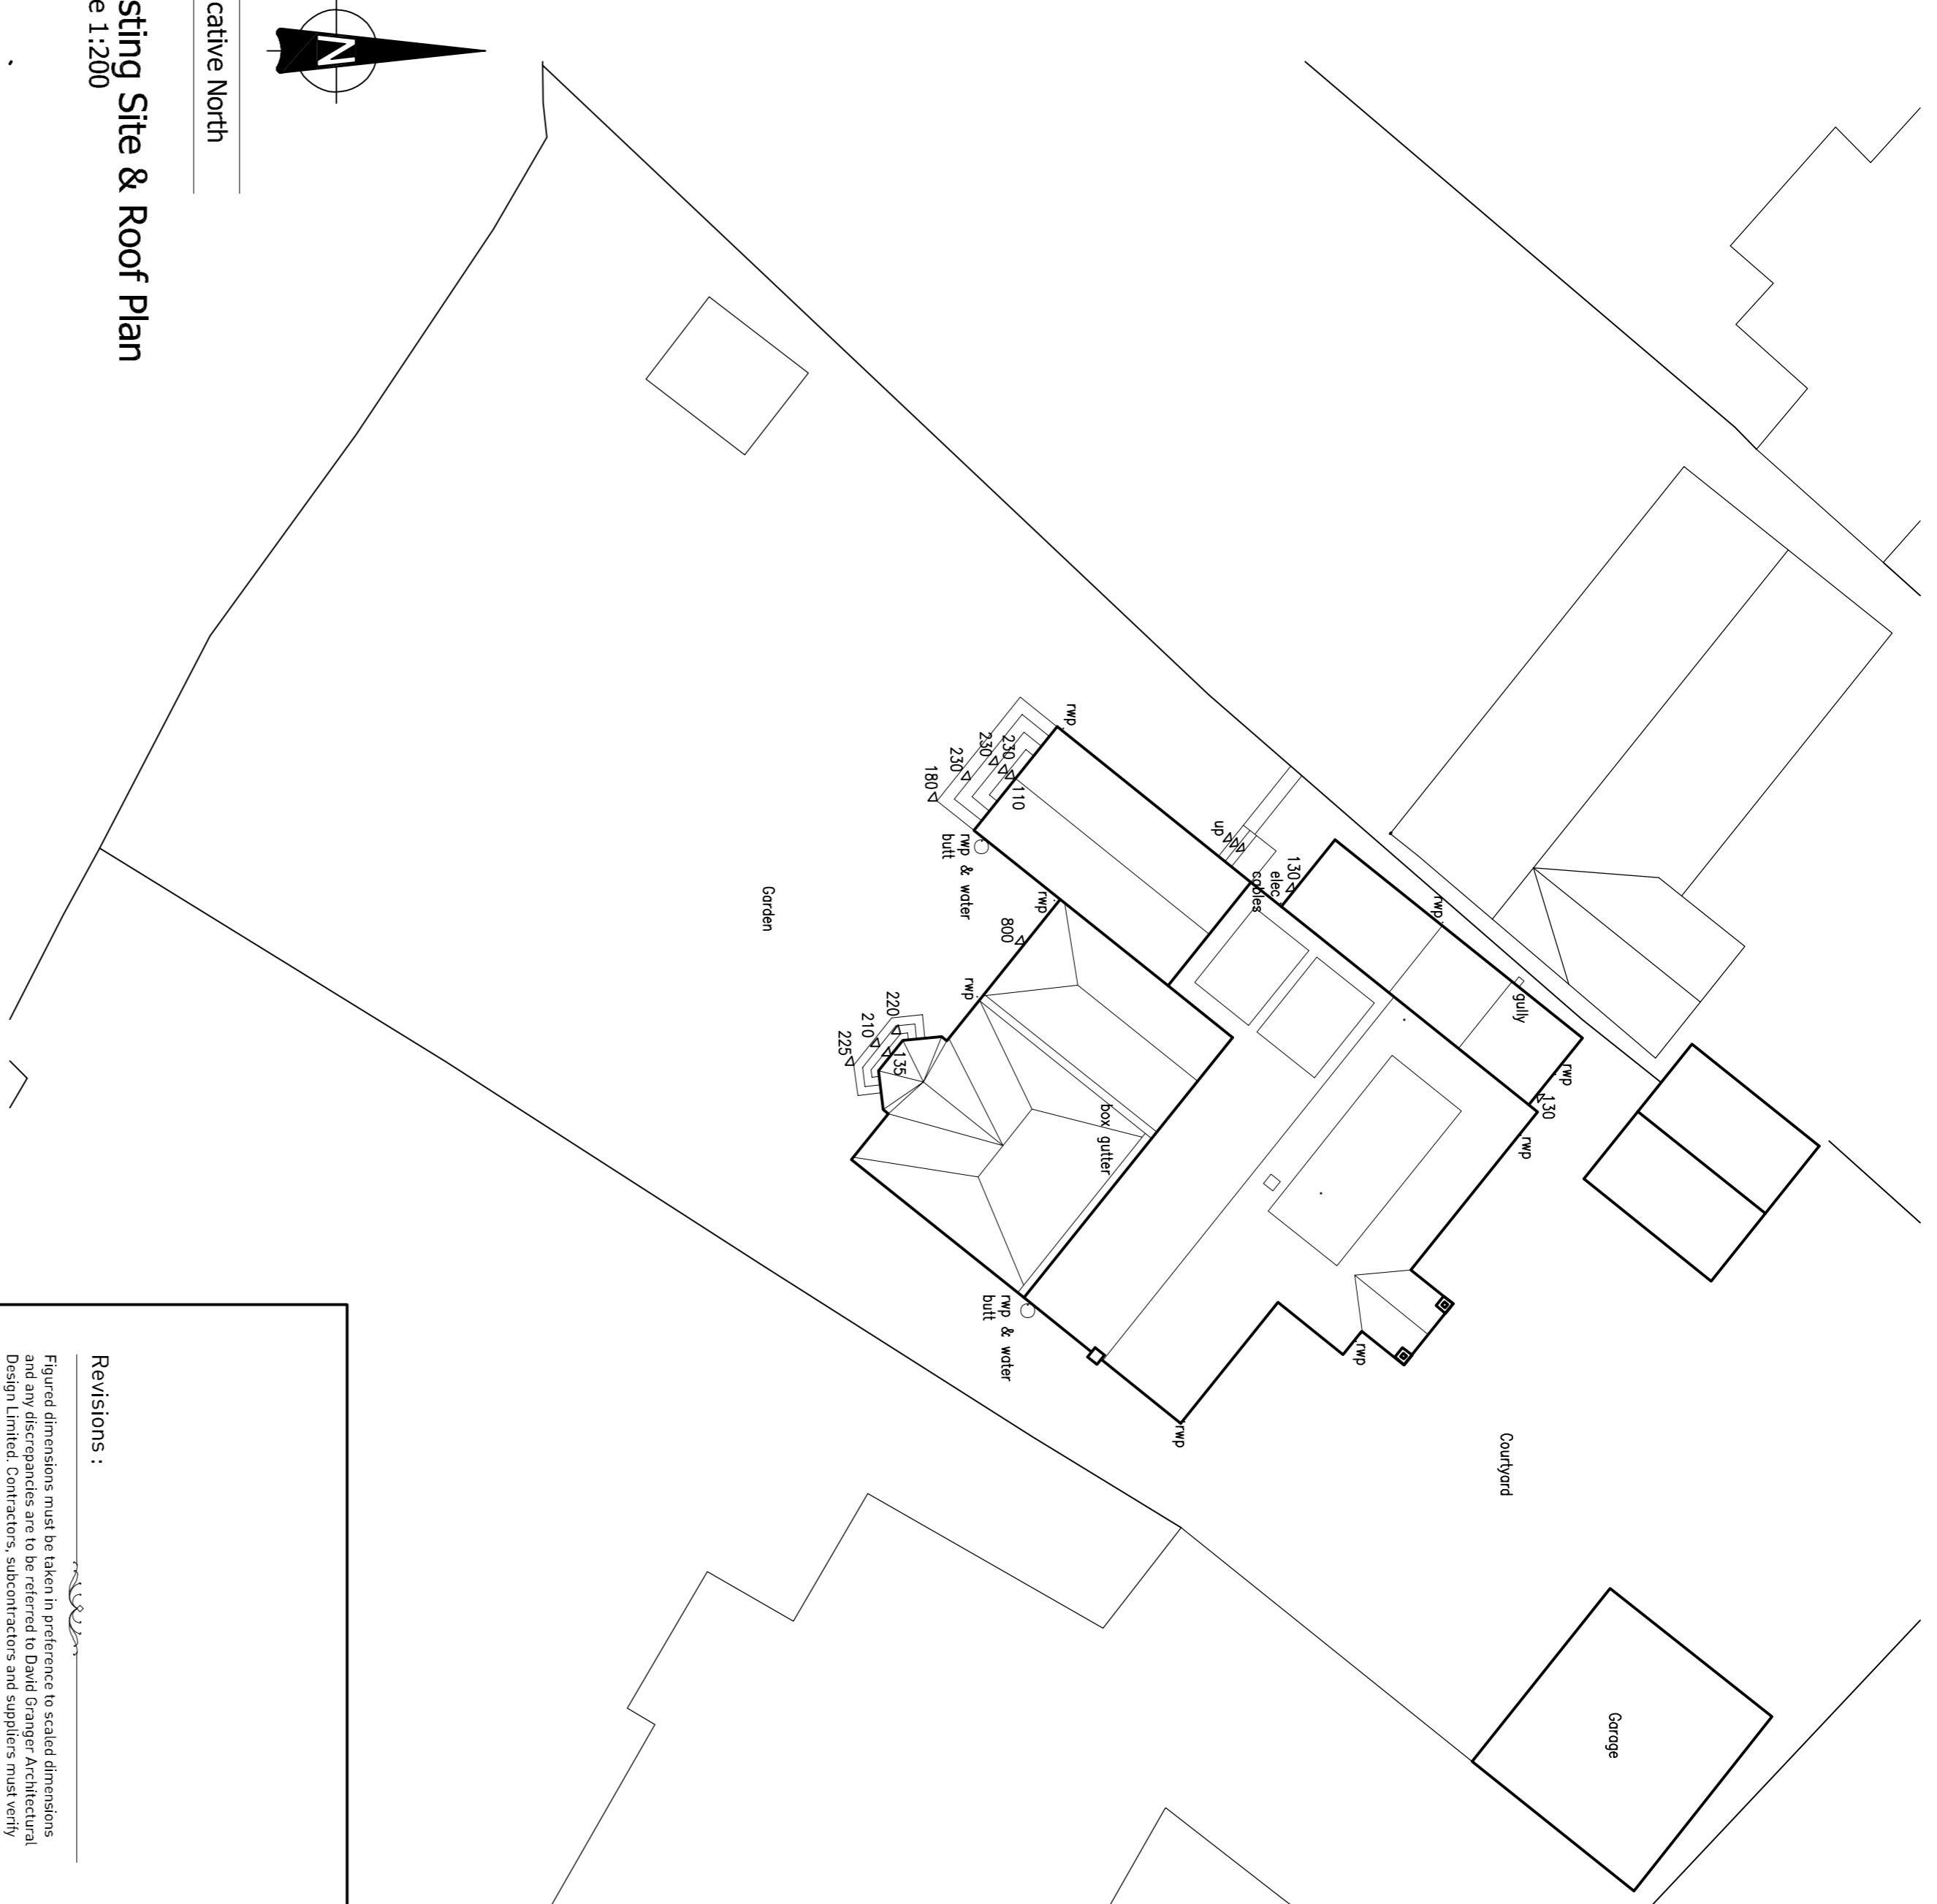 sting Site & Roof Plan
e 1:200
cative North
N
rwp
230
230
230
180
110
rwp & water
butt
up
130
elec
cables
rwp
rwp
800
rwp
gully
rwp
130
rwp
220
210
225
135
box gutter
Garden
rwp & water
butt
rwp
rwp
Courtyard
Garage
Revisions :
Figured dimensions must be taken in preference to scaled dimensions
and any discrepancies are to be referred to David Granger Architectural
Design Limited. Contractors, subcontractors and suppliers must verify